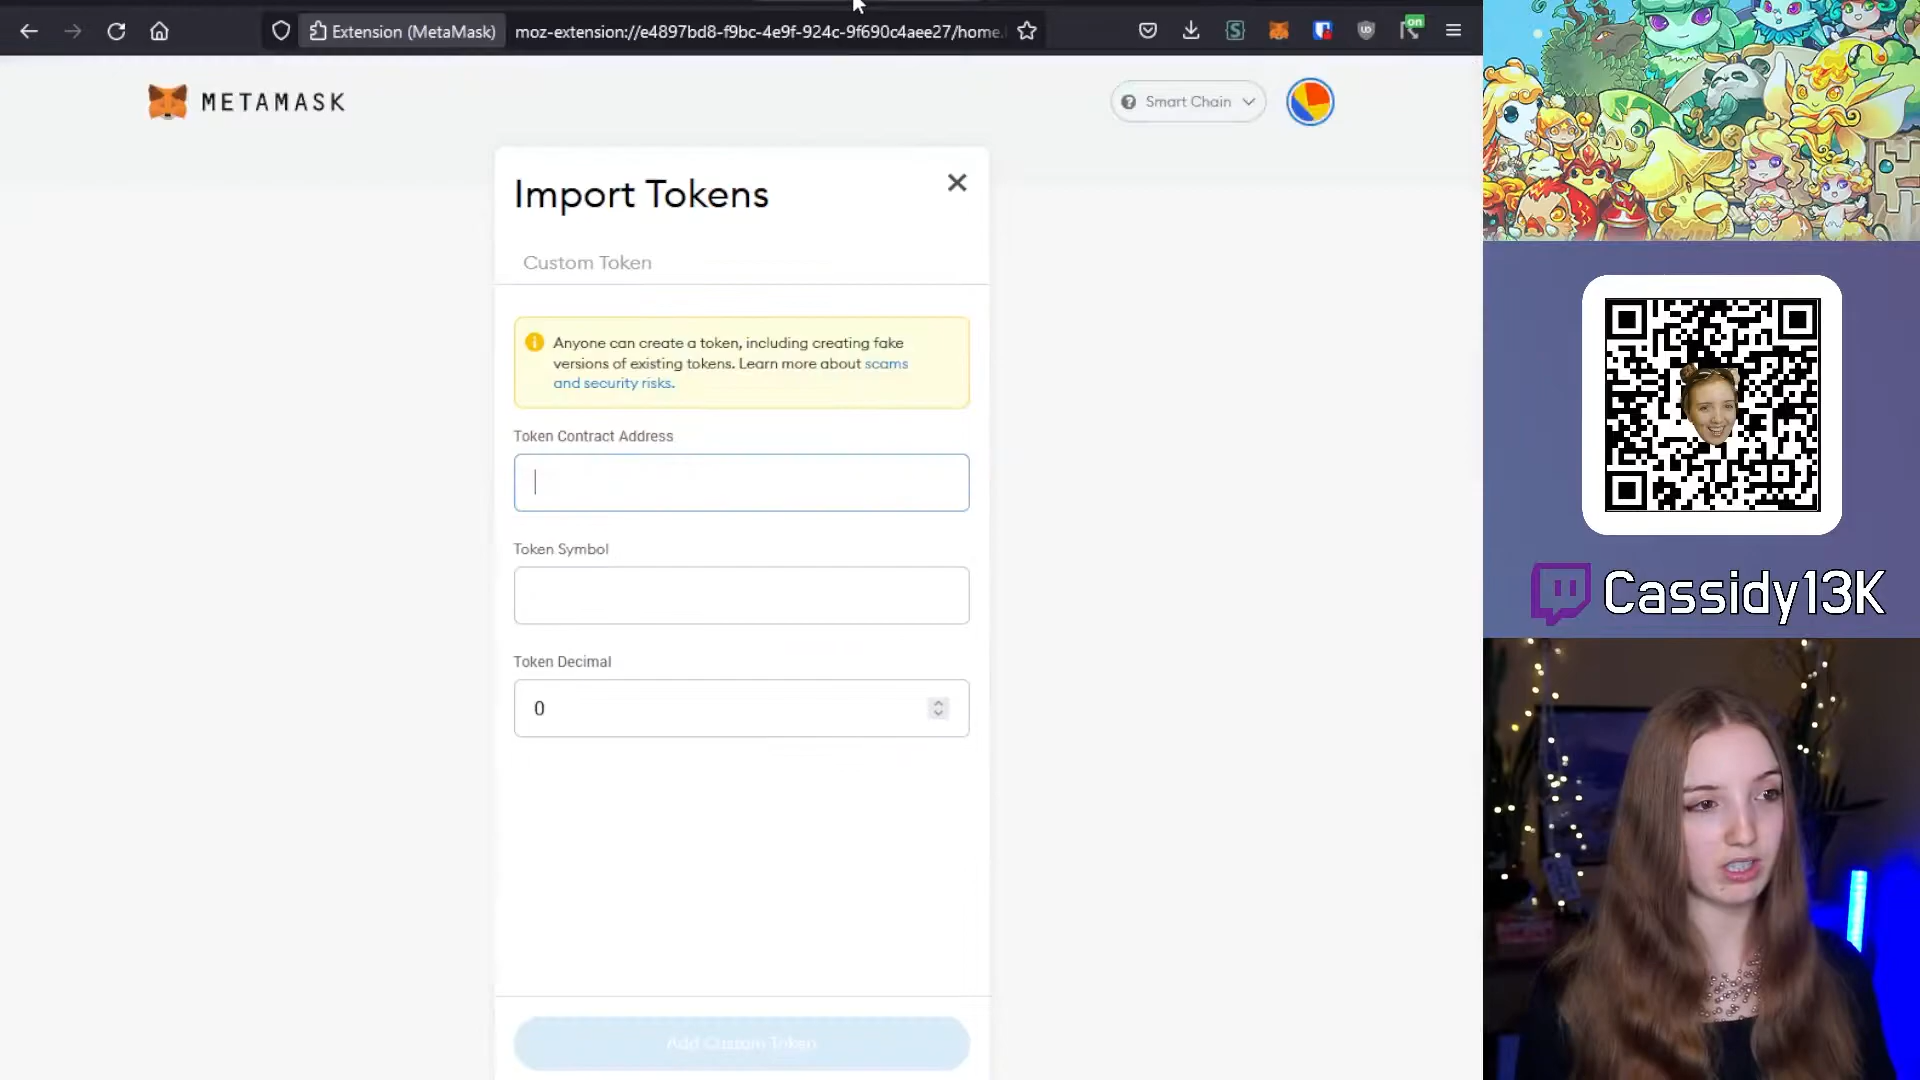 Extension (MetaMask)
moz-extension://e4897bd8-f9bc-4e9f-924c-9f690c4aee27/home.
on
METAMASK
Smart Chain
Import Tokens
Custom Token
Anyone can create a token, including creating fake
versions of existing tokens. Learn more about scams
and security risks.
Token Contract Address
Token Symbol
Token Decimal
0
Add Custom Token
Cassidy13K